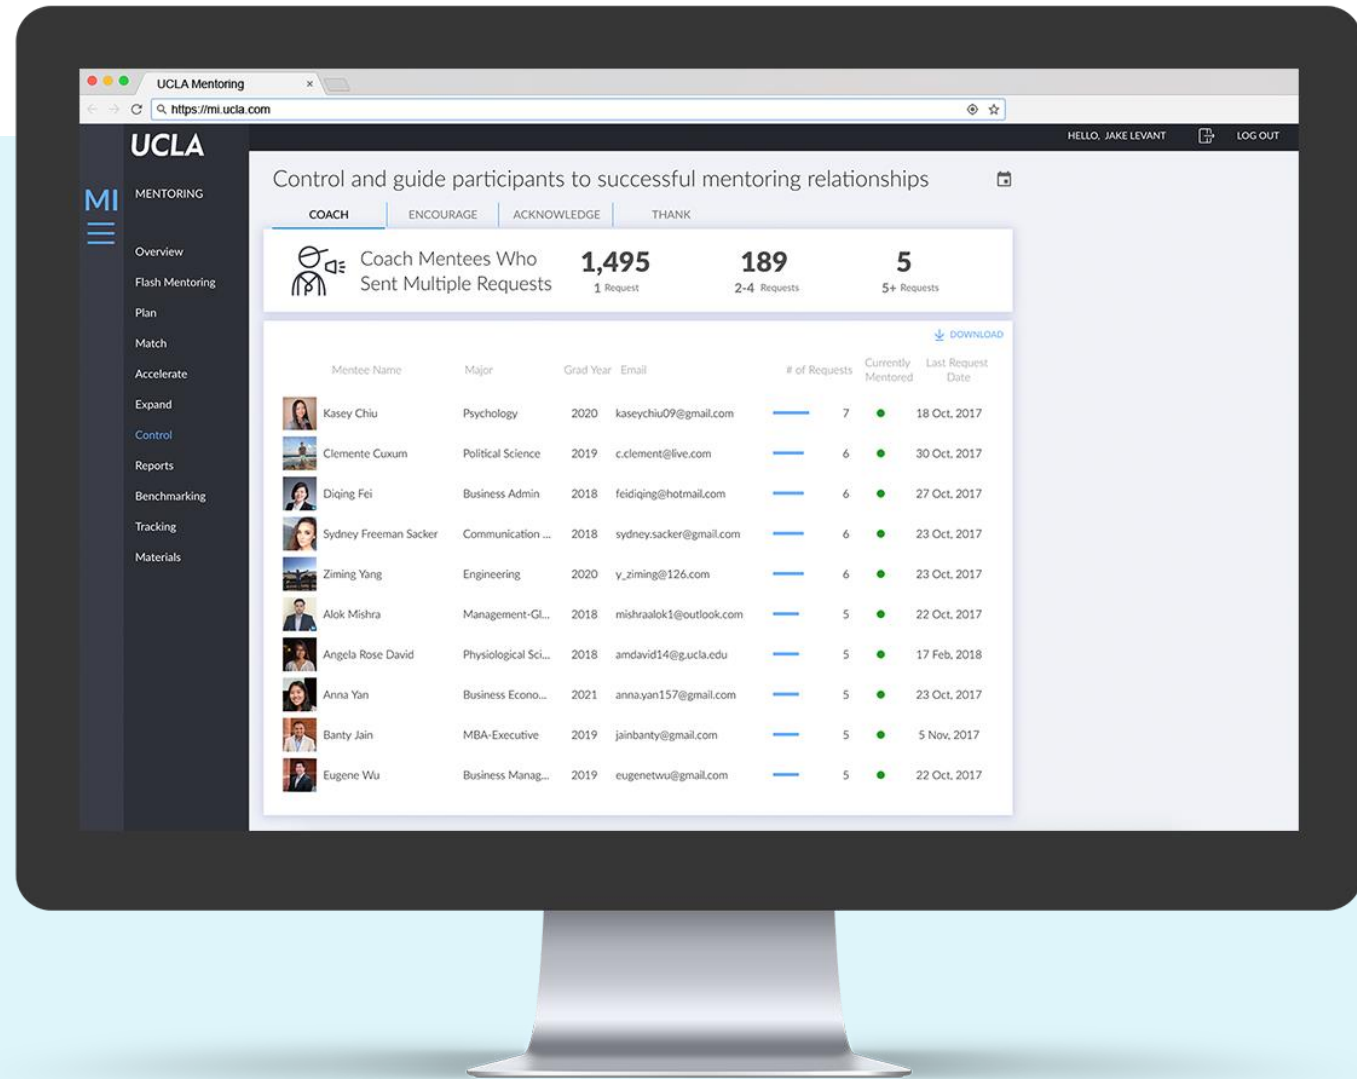 UCLA Mentoring ×
https://mi.ucla.com
UCLA
HELLO, JAKE LEVANT LOG OUT
MI
MENTORING
Overview
Flash Mentoring
Plan
Match
Accelerate
Expand
Control
Reports
Benchmarking
Tracking
Materials
Control and guide participants to successful mentoring relationships
COACH ENCOURAGE ACKNOWLEDGE THANK
Coach Mentees Who
Sent Multiple Requests
1,495
1 Request
189
2-4 Requests
5
5+ Requests
DOWNLOAD
Mentee Name Major Grad Year Email # of Requests Currently Mentored Last Request Date
Kasey Chiu Psychology 2020 kaseychiu09@gmail.com 7 18 Oct, 2017
Clemente Cuxum Political Science 2019 c.clement@live.com 6 30 Oct, 2017
Diqing Fei Business Admin 2018 feidiqing@hotmail.com 6 27 Oct, 2017
Sydney Freeman Sacker Communication ... 2018 sydney.sacker@gmail.com 6 23 Oct, 2017
Ziming Yang Engineering 2020 y_ziming@126.com 6 23 Oct, 2017
Alok Mishra Management-Gl... 2018 mishraalok1@outlook.com 5 22 Oct, 2017
Angela Rose David Physiological Sci... 2018 amdavid14@g.ucla.edu 5 17 Feb, 2018
Anna Yan Business Econo... 2021 anna.yan157@gmail.com 5 23 Oct, 2017
Banty Jain MBA-Executive 2019 jainbanty@gmail.com 5 5 Nov, 2017
Eugene Wu Business Manag... 2019 eugenetwu@gmail.com 5 22 Oct, 2017